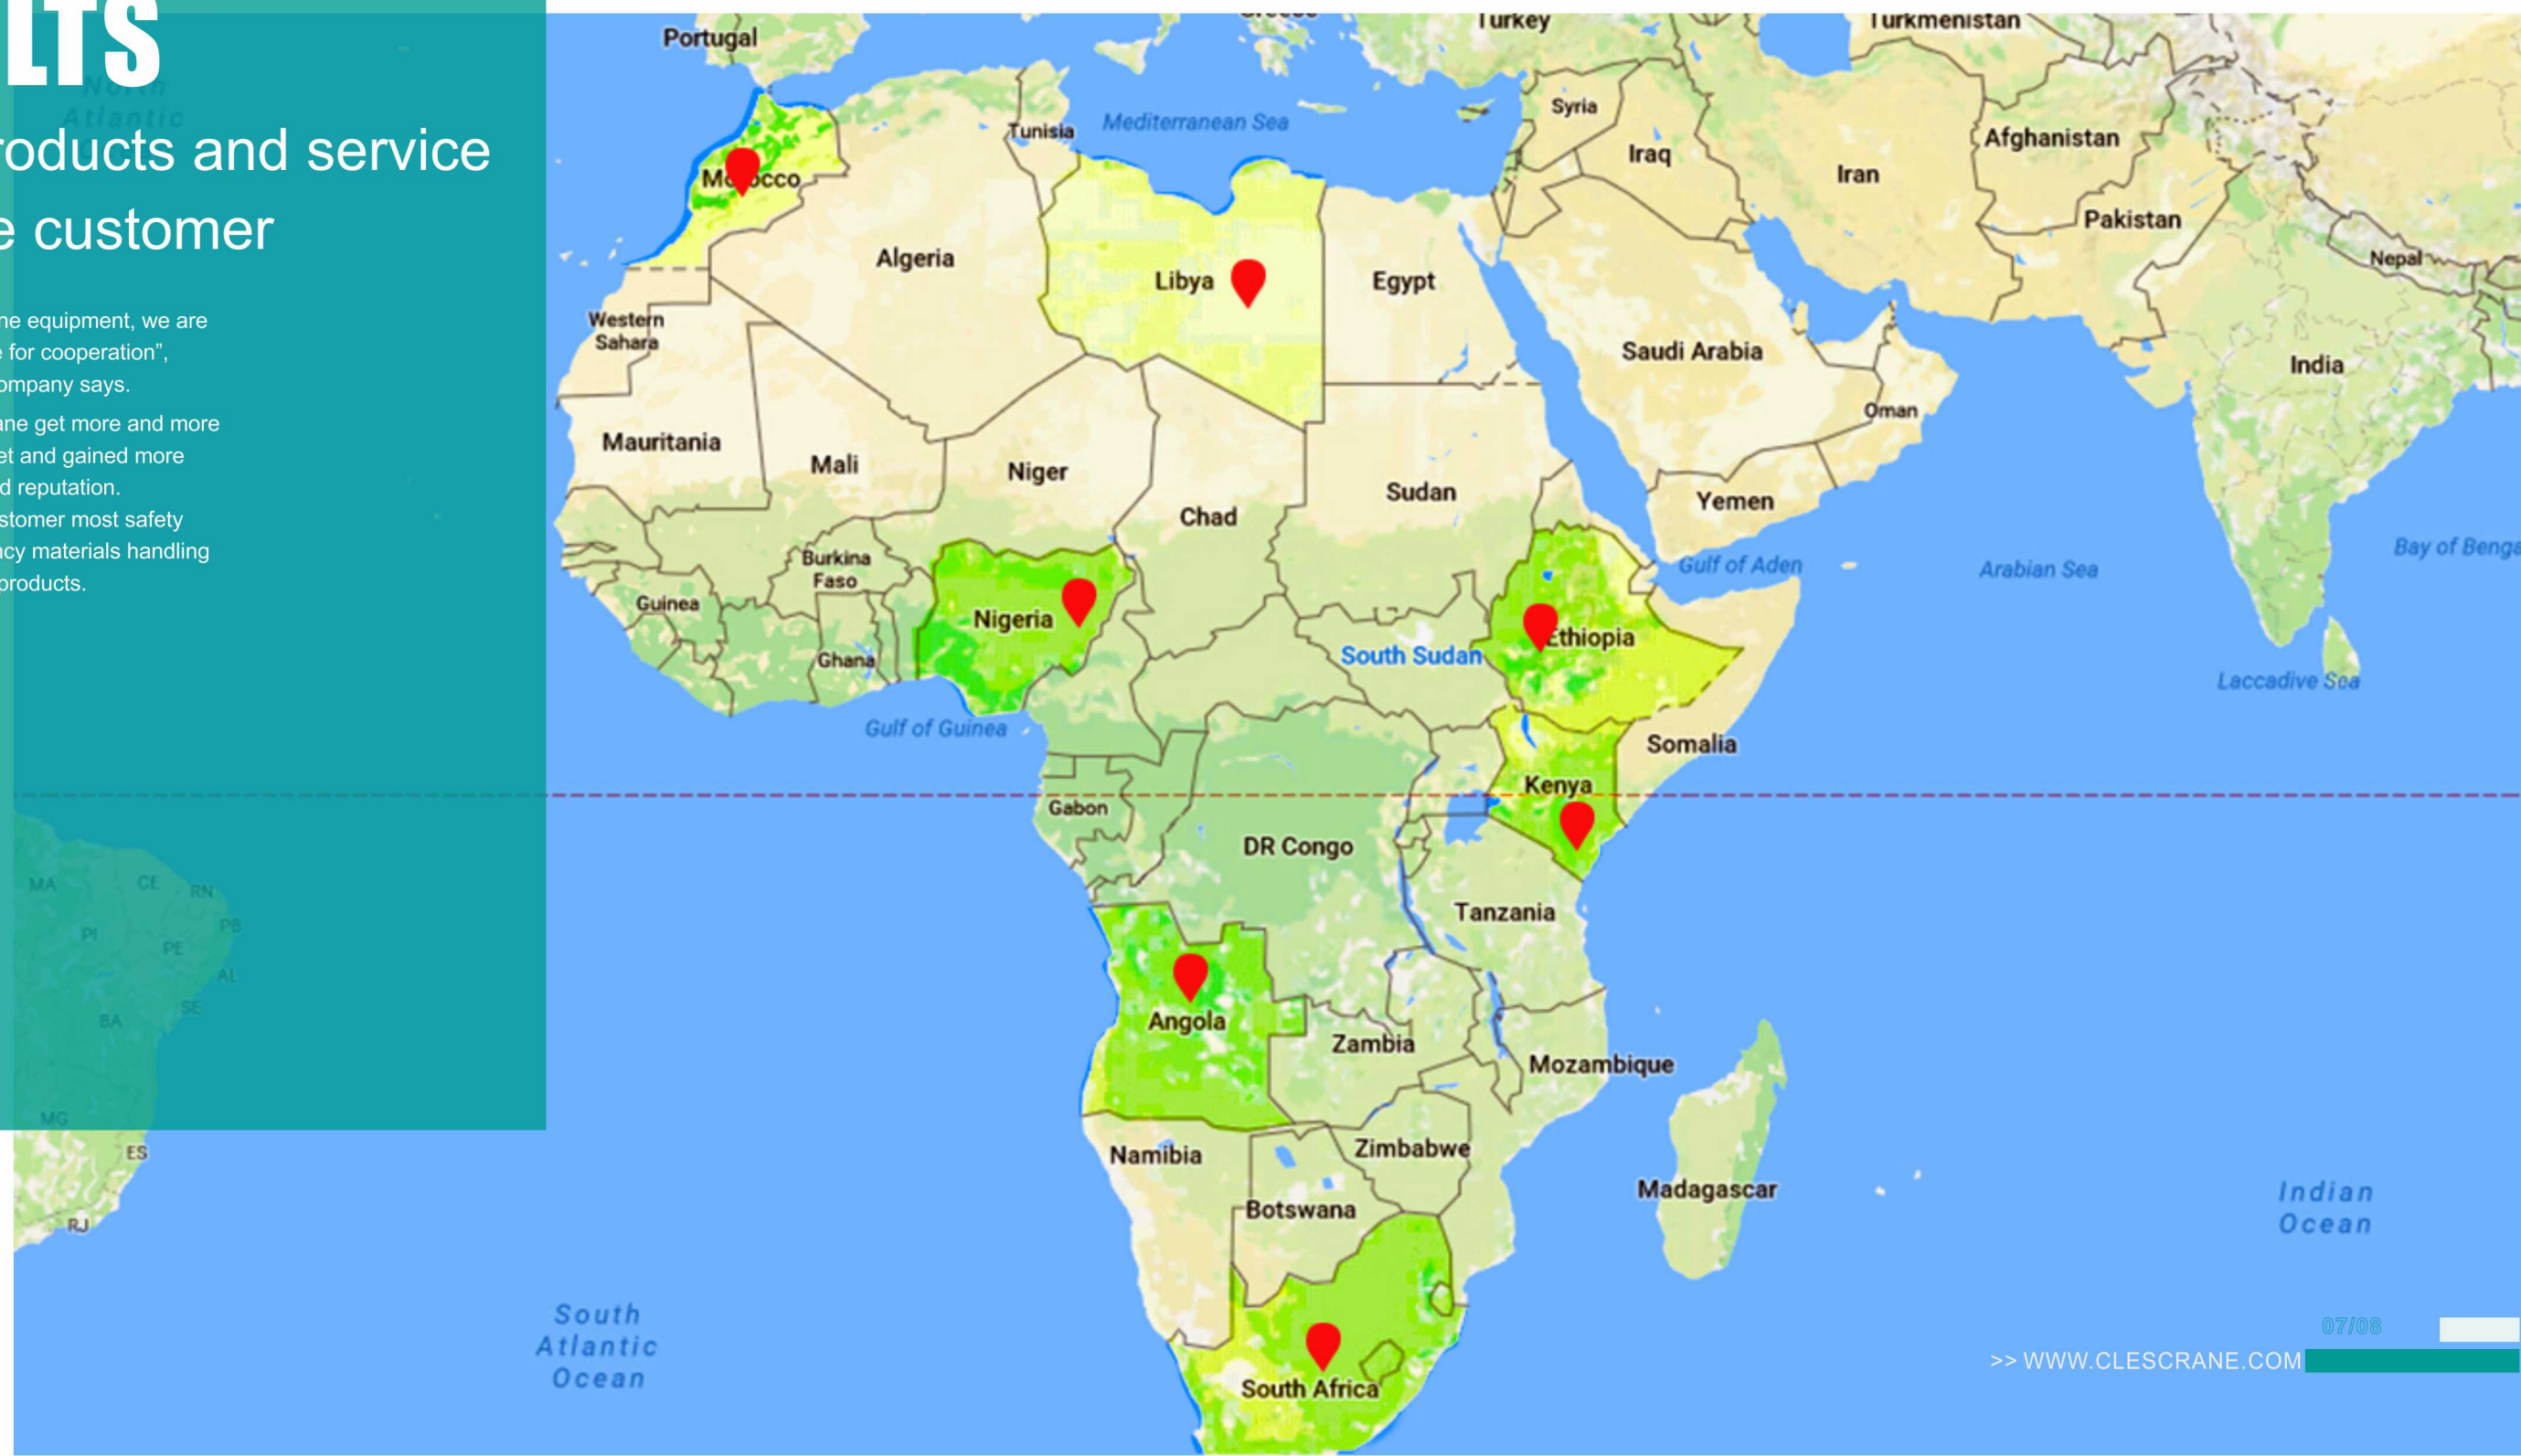 LTS
roducts and service
e customer
ne equipment, we are
e for cooperation”,
ompany says.
ane get more and more
et and gained more
d reputation.
stomer most safety
ncy materials handling
products.
North
Atlantic
Portugal
Turkey
Turkmenistan
Tunisia
Mediterranean Sea
Syria
Iraq
Iran
Afghanistan
Pakistan
Nepal
Morocco
Algeria
Libya
Egypt
Western
Sahara
Saudi Arabia
India
Oman
Mauritania
Mali
Niger
Chad
Sudan
Yemen
Gulf of Aden
Arabian Sea
Bay of Benga
Burkina
Faso
Guinea
Ghana
Nigeria
South Sudan
Ethiopia
Laccadive Sea
Gulf of Guinea
Somalia
Kenya
Gabon
DR Congo
Tanzania
MA
CE
RN
PB
PI
PE
AL
SE
BA
MG
ES
RJ
Angola
Zambia
Mozambique
Namibia
Zimbabwe
Botswana
Madagascar
Indian
Ocean
South
Atlantic
Ocean
South Africa
07/08
>> WWW.CLESCRANE.COM